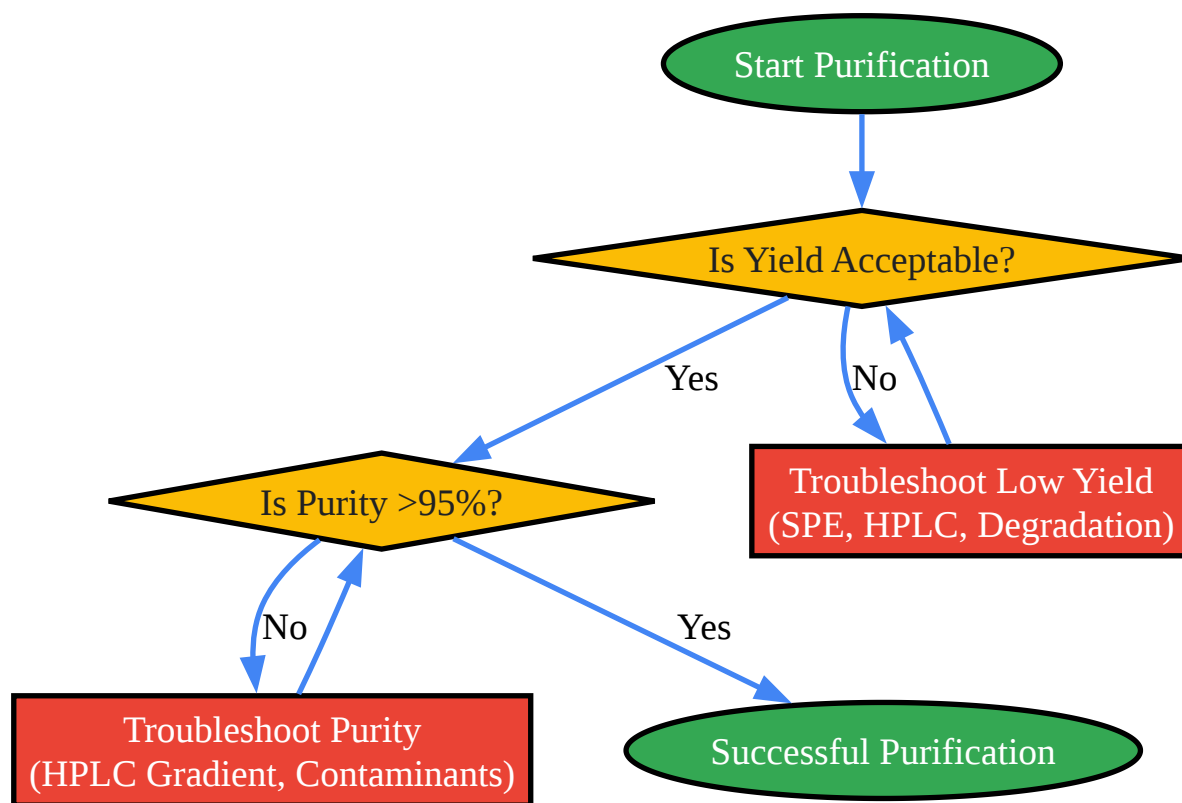 Start Purification
Is Yield Acceptable?
Yes
No
Troubleshoot Low Yield
(SPE, HPLC, Degradation)
Is Purity >95%?
No
Yes
Troubleshoot Purity
(HPLC Gradient, Contaminants)
Successful Purification